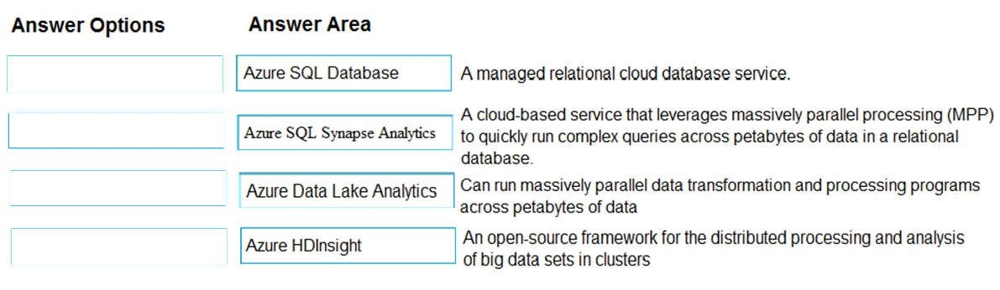 Answer Options Answer Area
Azure SQL Database A managed relational cloud database service.
A cloud-based service that leverages massively parallel processing (MPP)
Azure SQL Synapse Analytics to quickly run complex queries across petabytes of data in a relational
database.
Azure Data Lake Analytics Can run massively parallel data transformation and processing programs
across petabytes of data
Azure HDInsight An open-source framework for the distributed processing and analysis
of big data sets in clusters